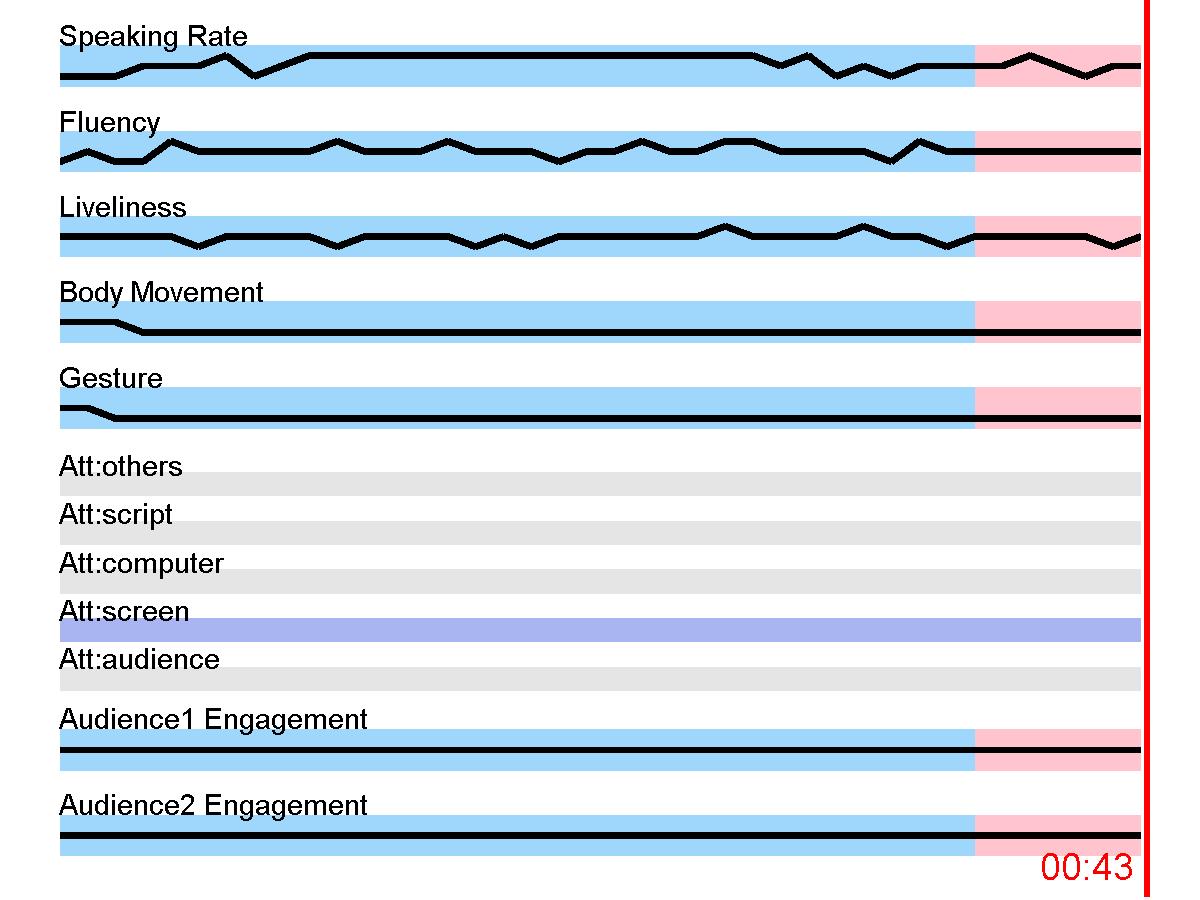 Speaking Rate
Fluency
Liveliness
Body Movement
Gesture
Att:others
Att:script
Att:computer
Att:screen
Att:audience
Audience1 Engagement
Audience2 Engagement
00:43